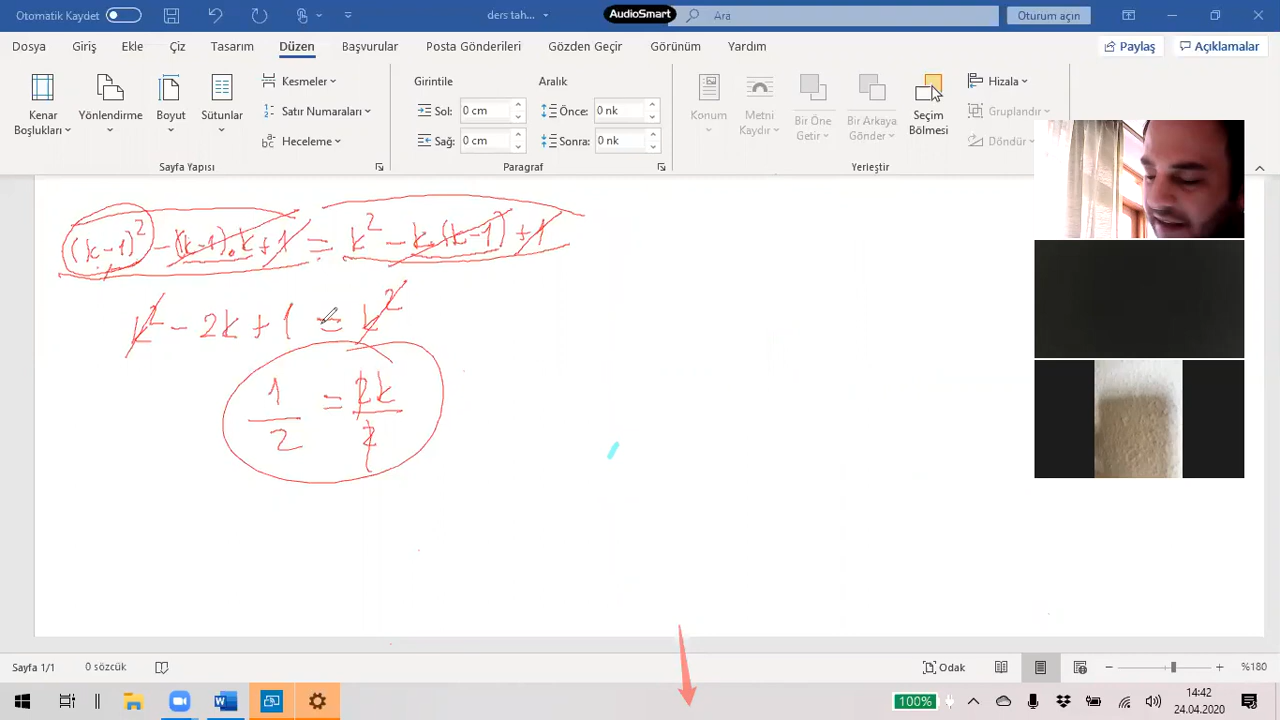 Otomatik Kaydet
ders tah...
AudioSmart
Ara
Oturum açın
Dosya Giriş Ekle Çiz Tasarım Düzen Başvurular Posta Gönderileri Gözden Geçir Görünüm Yardım
Paylaş
Açıklamalar
Kenar Boşlukları
Yönlendirme
Boyut
Sütunlar
Kesmeler
Satır Numaraları
Heceleme
Sayfa Yapısı
Girintile
Sol: 0 cm
Sağ: 0 cm
Aralık
Önce: 0 nk
Sonra: 0 nk
Paragraf
Konum
Metni Kaydır
Bir Öne Getir
Bir Arkaya Gönder
Seçim Bölmesi
Hizala
Gruplandır
Döndür
Yerleştir
(k-1)² - (k-1).k+1 = k² - k.(k-1) +1
k² - 2k + 1 = k²
1/2 = 2k/2
Sayfa 1/1
0 sözcük
Odak
%180
100%
14:42
24.04.2020